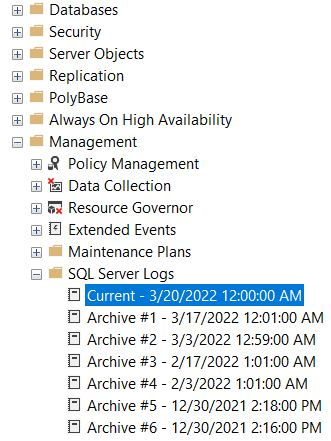 Databases
Security
Server Objects
Replication
PolyBase
Always On High Availability
Management
Policy Management
Data Collection
Resource Governor
Extended Events
Maintenance Plans
SQL Server Logs
Current - 3/20/2022 12:00:00 AM
Archive #1 - 3/17/2022 12:01:00 AM
Archive #2 - 3/3/2022 12:59:00 AM
Archive #3 - 2/17/2022 1:01:00 AM
Archive #4 - 2/3/2022 1:01:00 AM
Archive #5 - 12/30/2021 2:18:00 PM
Archive #6 - 12/30/2021 2:16:00 PM